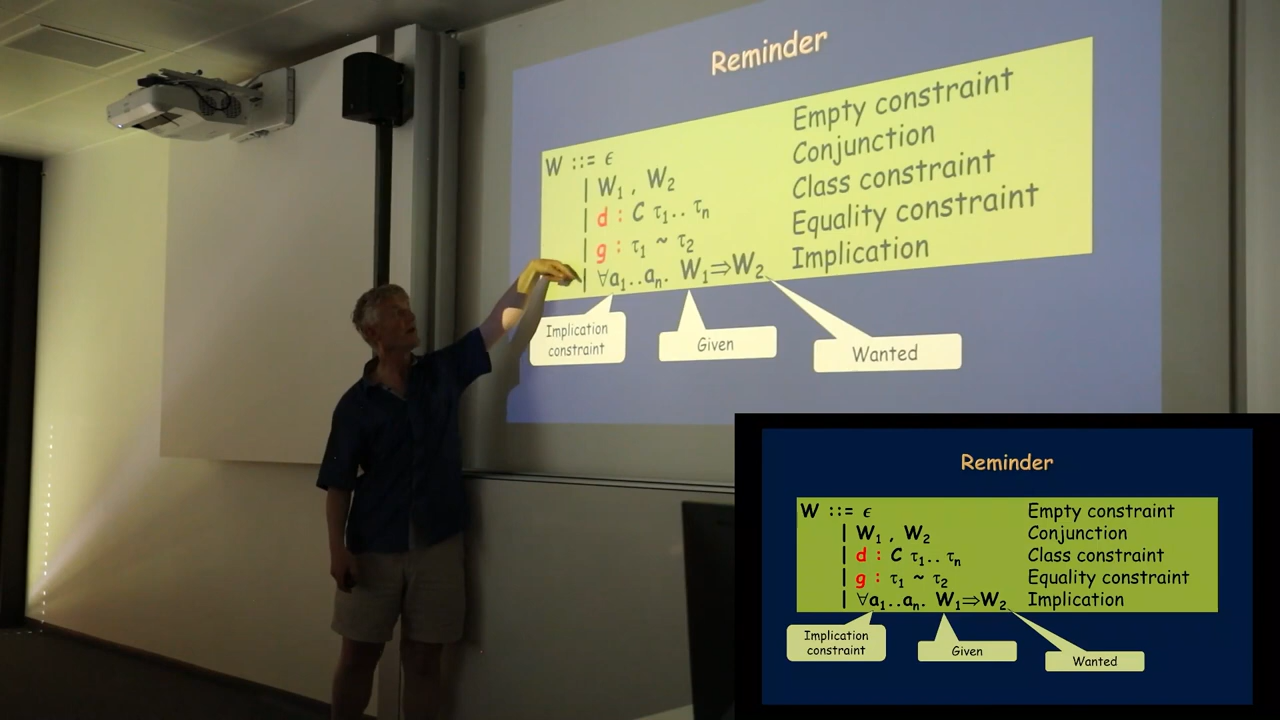 Reminder
W ::= ϵ Empty constraint
| W₁ , W₂ Conjunction
| d : C τ₁.. τₙ Class constraint
| g : τ₁ ~ τ₂ Equality constraint
| ∀a₁..aₙ. W₁⇒W₂ Implication
Implication
constraint
Given
Wanted
Reminder
W ::= ϵ Empty constraint
| W₁ , W₂ Conjunction
| d : C τ₁.. τₙ Class constraint
| g : τ₁ ~ τ₂ Equality constraint
| ∀a₁..aₙ. W₁⇒W₂ Implication
Implication
constraint
Given
Wanted